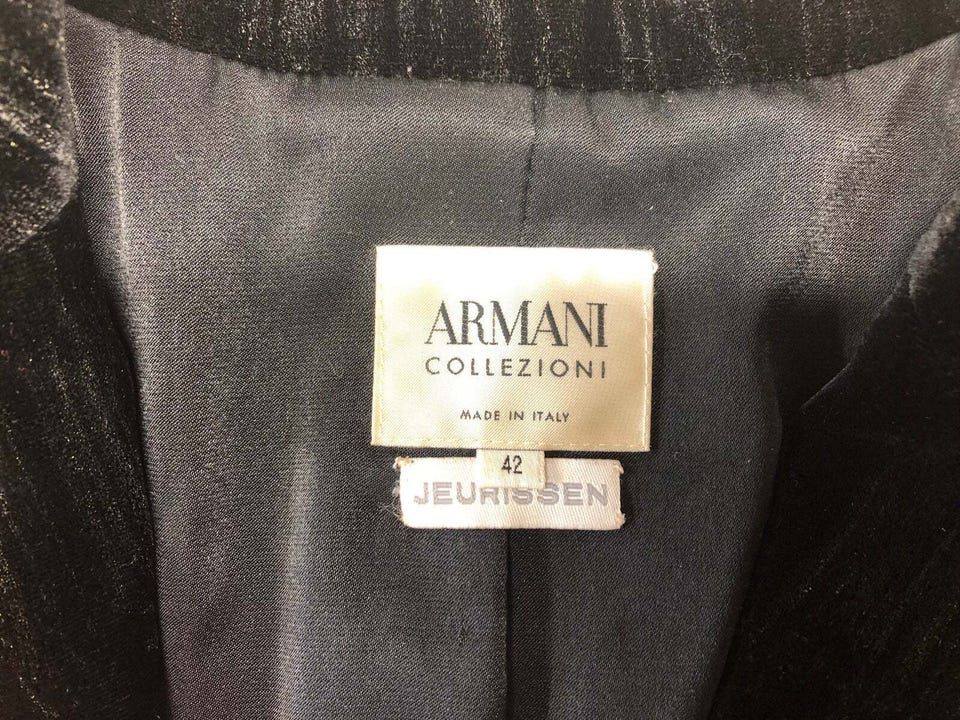 ARMANI
COLLEZIONI
MADE IN ITALY
42
JEURISSEN